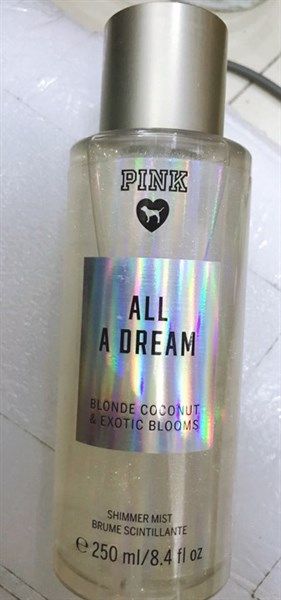 PINK
ALL
A DREAM
BLONDE COCONUT
& EXOTIC BLOOMS
SHIMMER MIST
BRUME SCINTILLANTE
℮ 250 ml/8.4 fl oz